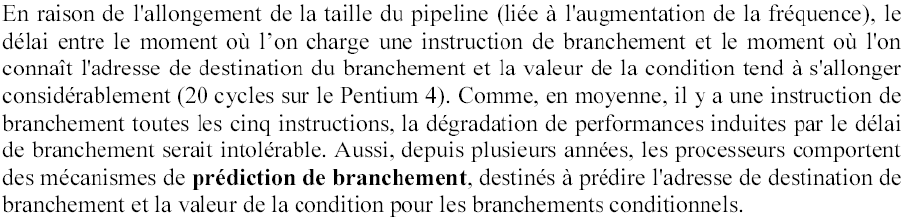 En raison de l'allongement de la taille du pipeline (liée à l'augmentation de la fréquence), le
délai entre le moment où l'on charge une instruction de branchement et le moment où l'on
connaît l'adresse de destination du branchement et la valeur de la condition tend à s'allonger
considérablement (20 cycles sur le Pentium 4). Comme, en moyenne, il y a une instruction de
branchement toutes les cinq instructions, la dégradation de performances induites par le délai
de branchement serait intolérable. Aussi, depuis plusieurs années, les processeurs comportent
des mécanismes de prédiction de branchement, destinés à prédire l'adresse de destination de
branchement et la valeur de la condition pour les branchements conditionnels.